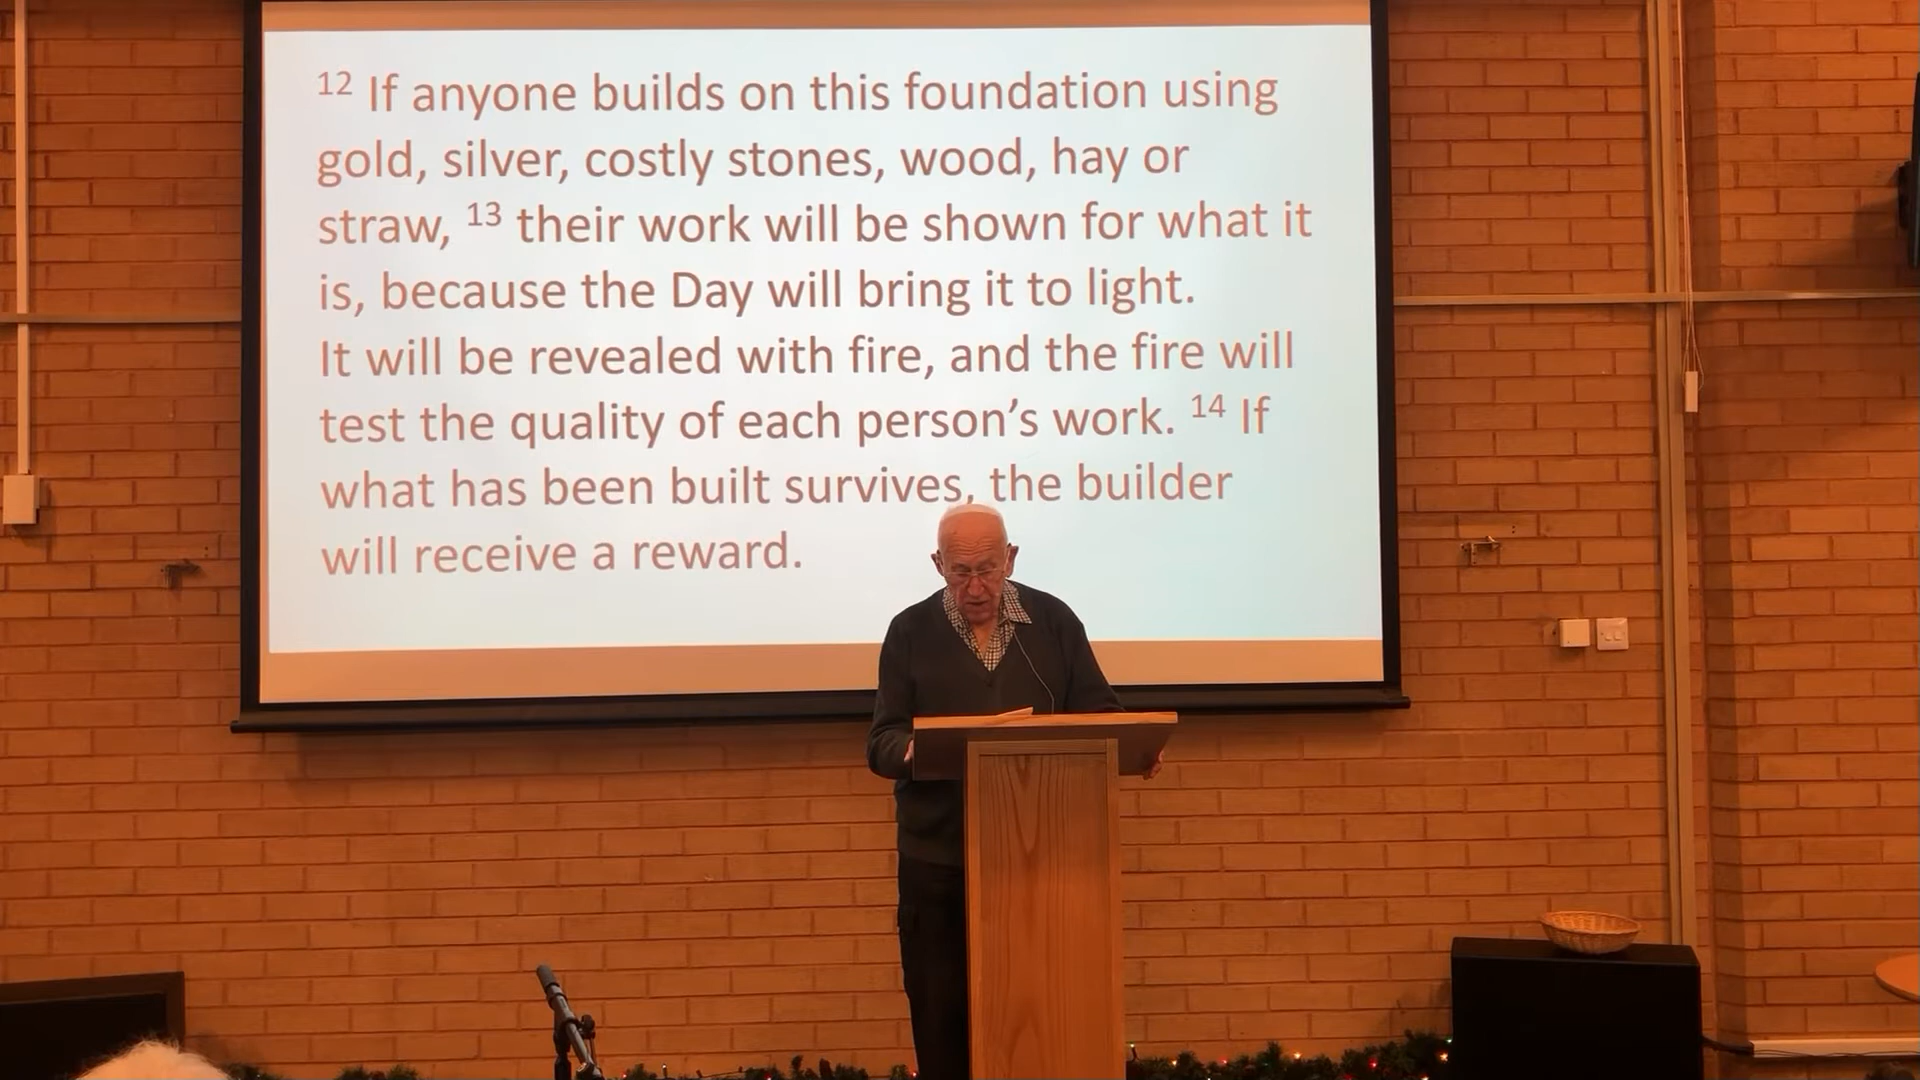 12 If anyone builds on this foundation using
gold, silver, costly stones, wood, hay or
straw, 13 their work will be shown for what it
is, because the Day will bring it to light.
It will be revealed with fire, and the fire will
test the quality of each person’s work. 14 If
what has been built survives, the builder
will receive a reward.